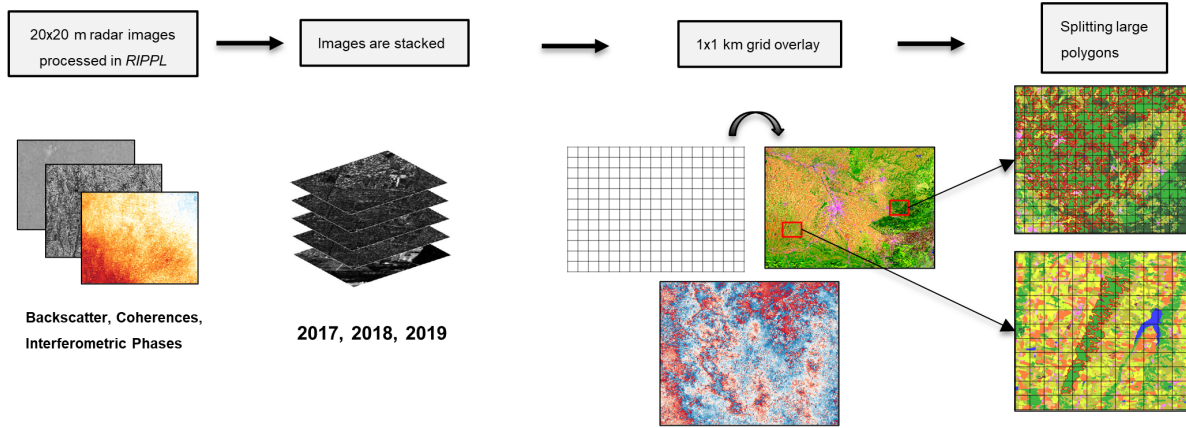 20x20 m radar images
processed in RIPPL
Images are stacked
1x1 km grid overlay
Splitting large
polygons
Backscatter, Coherences,
Interferometric Phases
2017, 2018, 2019